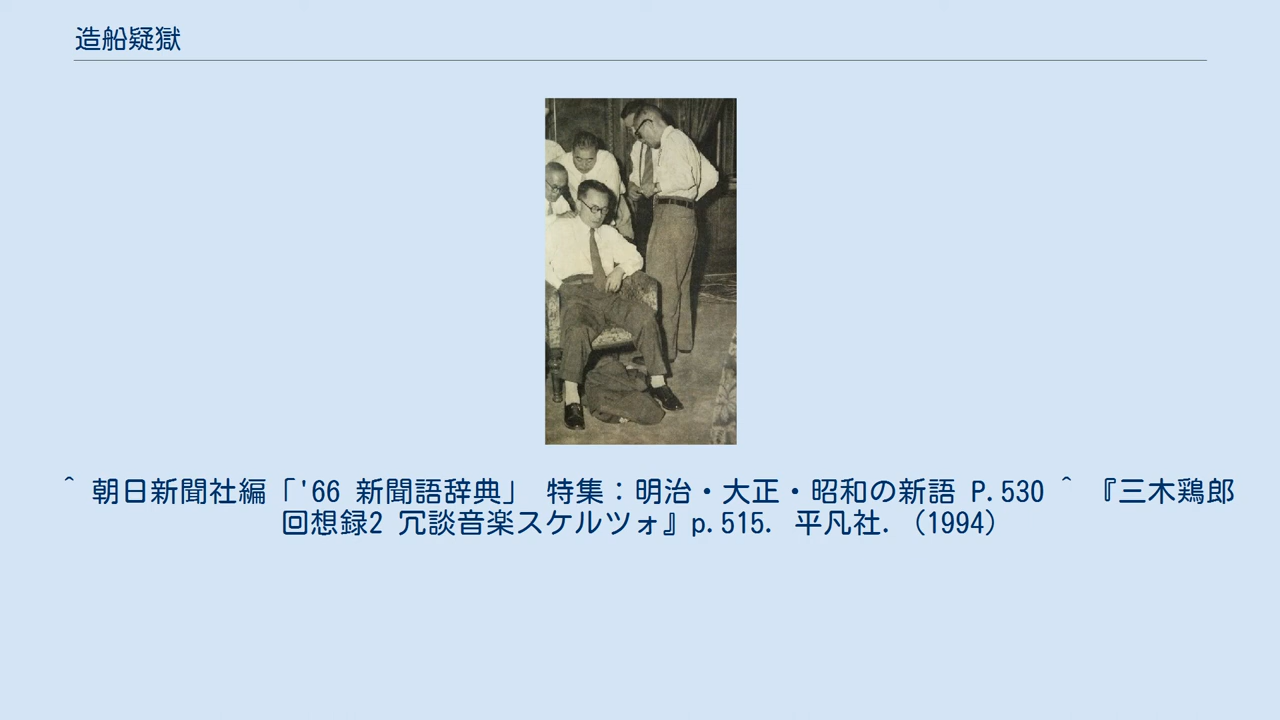 造船疑獄
^ 朝日新聞社編「'66 新聞語辞典」 特集：明治・大正・昭和の新語 P.530 ^ 『三木鶏郎
回想録2 冗談音楽スケルツォ』p.515. 平凡社. （1994）